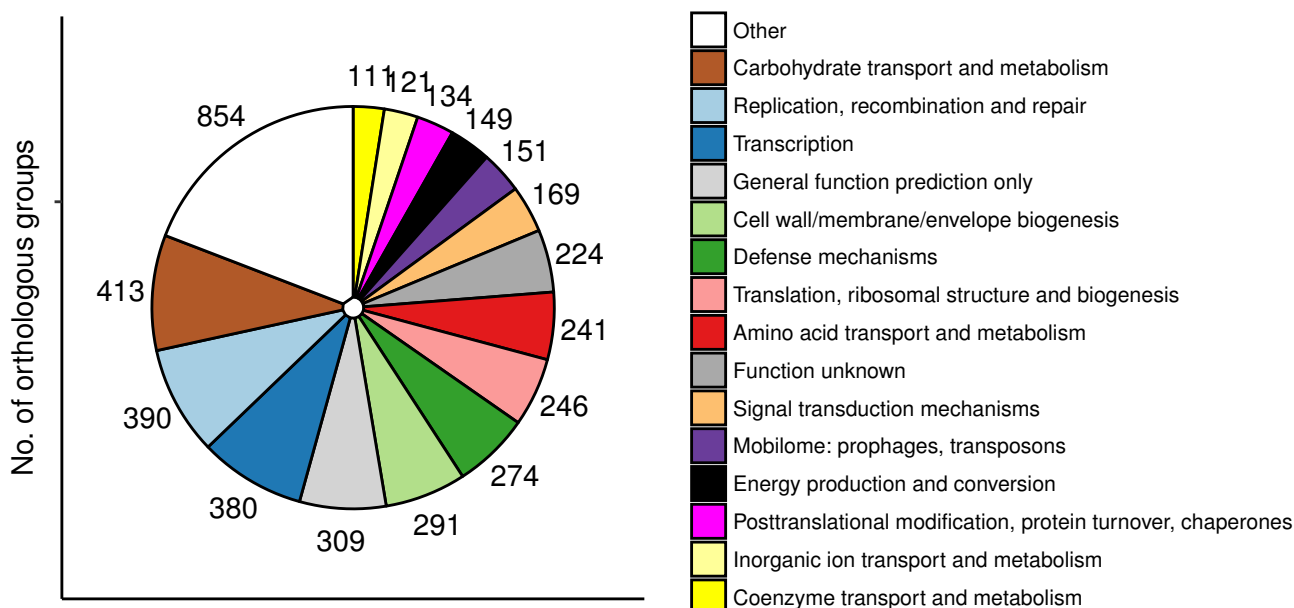 No. of orthologous groups
111
121
134
149
151
169
224
241
246
274
291
309
380
390
413
854
Other
Carbohydrate transport and metabolism
Replication, recombination and repair
Transcription
General function prediction only
Cell wall/membrane/envelope biogenesis
Defense mechanisms
Translation, ribosomal structure and biogenesis
Amino acid transport and metabolism
Function unknown
Signal transduction mechanisms
Mobilome: prophages, transposons
Energy production and conversion
Posttranslational modification, protein turnover, chaperones
Inorganic ion transport and metabolism
Coenzyme transport and metabolism